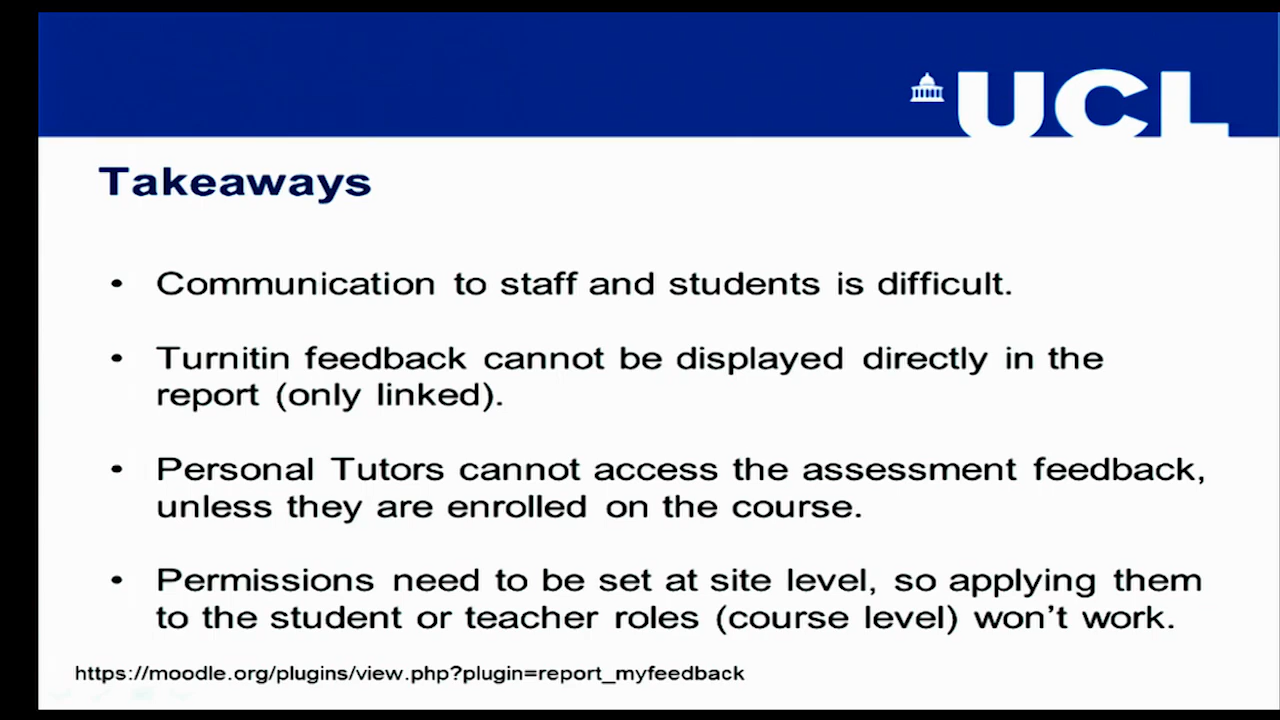 UCL
Takeaways
• Communication to staff and students is difficult.
• Turnitin feedback cannot be displayed directly in the
report (only linked).
• Personal Tutors cannot access the assessment feedback,
unless they are enrolled on the course.
• Permissions need to be set at site level, so applying them
to the student or teacher roles (course level) won't work.
https://moodle.org/plugins/view.php?plugin=report_myfeedback